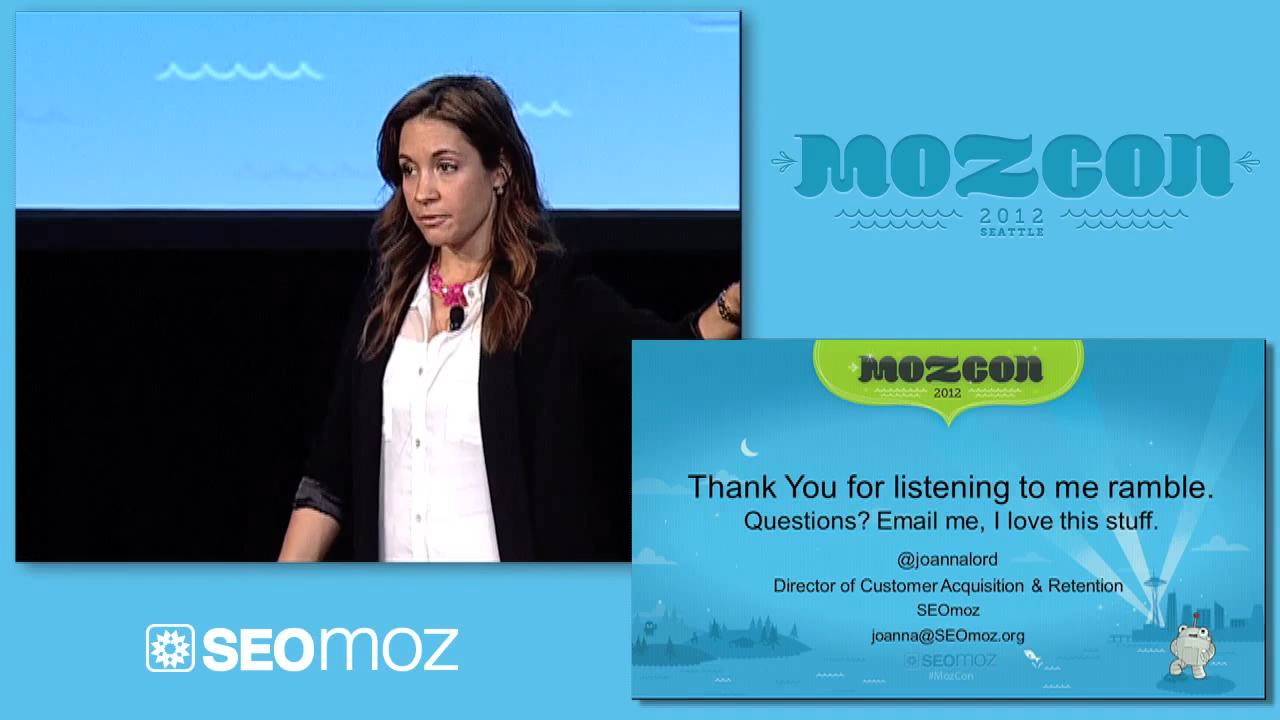 MOZCON
2012
SEATTLE
MOZCON
2012
Thank You for listening to me ramble.
Questions? Email me, I love this stuff.
@joannalord
Director of Customer Acquisition & Retention
SEOmoz
joanna@SEOmoz.org
SEOmoz
#MozCon
SEOmoz